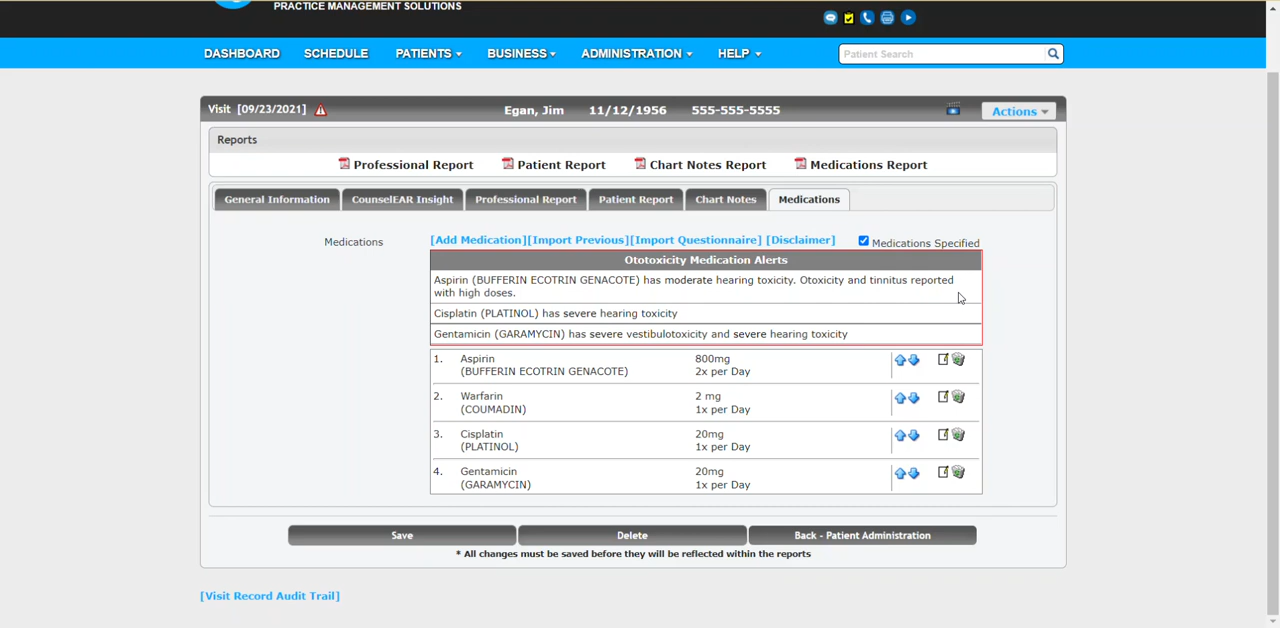 PRACTICE MANAGEMENT SOLUTIONS
DASHBOARD SCHEDULE PATIENTS BUSINESS ADMINISTRATION HELP Patient Search
Visit [09/23/2021] Egan, Jim 11/12/1956 555-555-5555 Actions
Reports
Professional Report Patient Report Chart Notes Report Medications Report
General Information CounselEAR Insight Professional Report Patient Report Chart Notes Medications
Medications [Add Medication][Import Previous][Import Questionnaire] [Disclaimer] Medications Specified
Ototoxicity Medication Alerts
Aspirin (BUFFERIN ECOTRIN GENACOTE) has moderate hearing toxicity. Otoxicity and tinnitus reported
with high doses.
Cisplatin (PLATINOL) has severe hearing toxicity
Gentamicin (GARAMYCIN) has severe vestibulotoxicity and severe hearing toxicity
1. Aspirin 800mg
(BUFFERIN ECOTRIN GENACOTE) 2x per Day
2. Warfarin 2 mg
(COUMADIN) 1x per Day
3. Cisplatin 20mg
(PLATINOL) 1x per Day
4. Gentamicin 20mg
(GARAMYCIN) 1x per Day
Save Delete Back - Patient Administration
* All changes must be saved before they will be reflected within the reports
[Visit Record Audit Trail]